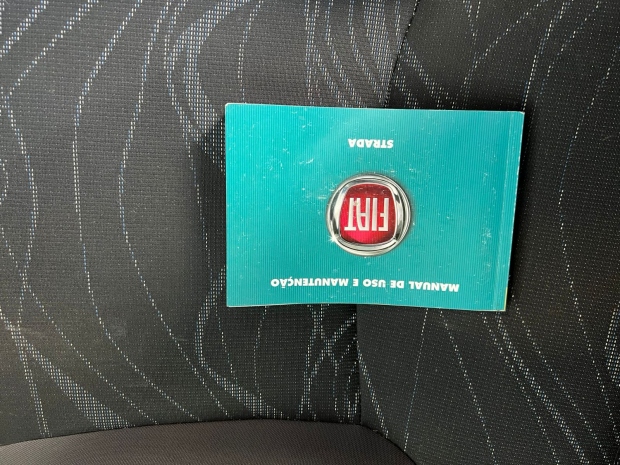 MANUAL DE USO E MANUTENÇÃO
FIAT
STRADA